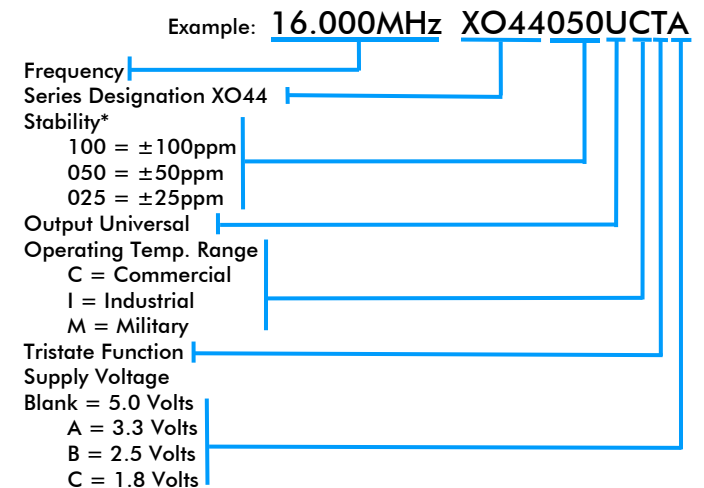 Example: 16.000MHz XO44050UCTA
Frequency
Series Designation XO44
Stability*
100 = ±100ppm
050 = ±50ppm
025 = ±25ppm
Output Universal
Operating Temp. Range
C = Commercial
I = Industrial
M = Military
Tristate Function
Supply Voltage
Blank = 5.0 Volts
A = 3.3 Volts
B = 2.5 Volts
C = 1.8 Volts